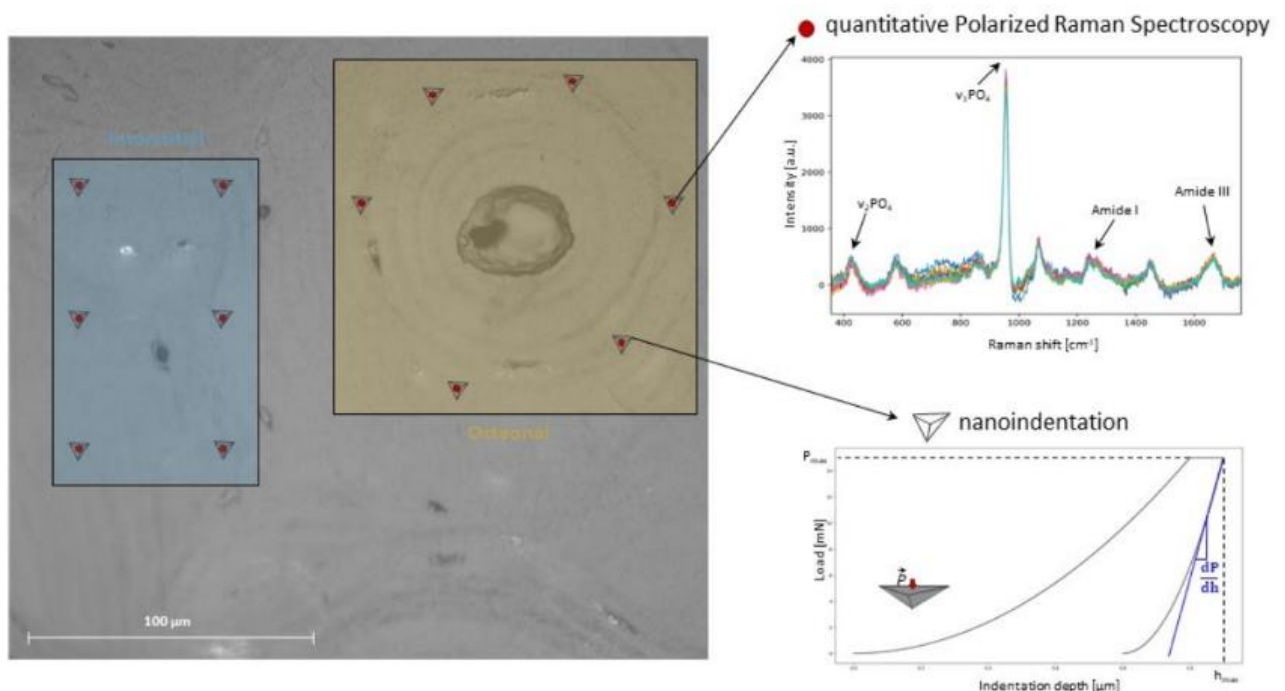 quantitative Polarized Raman Spectroscopy
Interstitial
Osteonal
100 µm
4000
3000
2000
1000
0
Intensity [a.u.]
ν₁PO₄
ν₂PO₄
Amide I
Amide III
400
600
800
1000
1200
1400
1600
Raman shift [cm⁻¹]
nanoindentation
Pmax
Load [mN]
P
dP
dh
hmax
Indentation depth [µm]